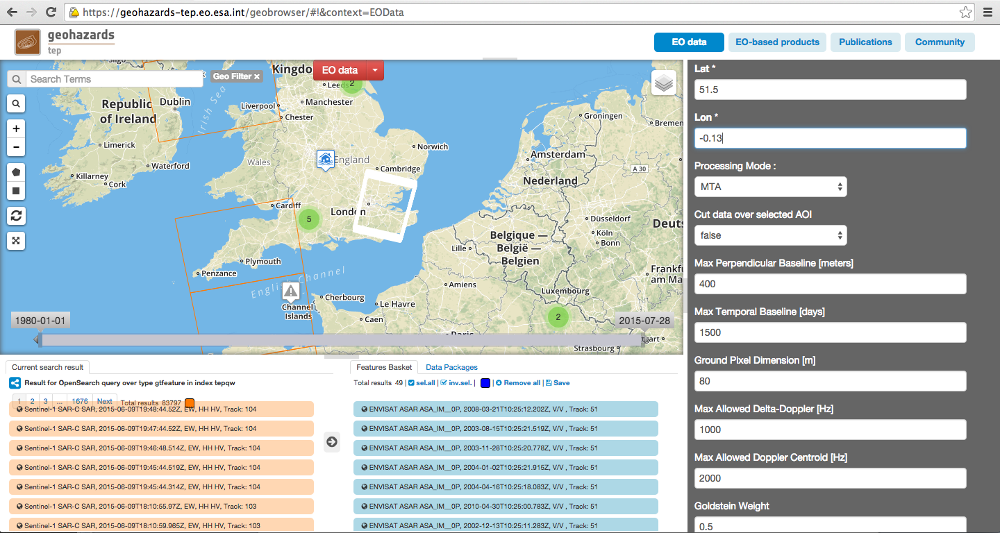 https://geohazards-tep.eo.esa.int/geobrowser/#!&context=EOData
geohazards
tep
EO data
EO-based products
Publications
Community
Search Terms
Geo Filter ×
EO data
Kingdo
Leeds
2
Manchester
Liverpool
Chester
Irish Sea
Republic
of Ireland
Dublin
Limerick
Waterford
Killarney
Cork
Wales
England
Norwich
Cambridge
Cardiff
London
5
Plymouth
Penzance
English Channel
Channel
Islands
Cherbourg
Le Havre
Caen
Amiens
Lille
Groningen
Bremen
Amsterdam
Nederland
A 30
Düsseldorf
Köln
Bonn
Deuts
Belgique —
België —
Belgien
Frankfu
am Ma
Luxembourg
2
Strasbourg
1980-01-01
2015-07-28
Current search result
Result for OpenSearch query over type gtfeature in index tepqw
1 2 3 ... 1676 Next Total results 83797
Sentinel-1 SAR-C SAR, 2015-06-09T19:48:44.52Z, EW, HH HV, Track: 104
Sentinel-1 SAR-C SAR, 2015-06-09T19:47:44.52Z, EW, HH HV, Track: 104
Sentinel-1 SAR-C SAR, 2015-06-09T19:46:48.514Z, EW, HH HV, Track: 104
Sentinel-1 SAR-C SAR, 2015-06-09T19:45:44.519Z, EW, HH HV, Track: 104
Sentinel-1 SAR-C SAR, 2015-06-09T19:45:44.314Z, EW, HH HV, Track: 104
Sentinel-1 SAR-C SAR, 2015-06-09T18:10:55.97Z, EW, HH HV, Track: 103
Sentinel-1 SAR-C SAR, 2015-06-09T18:10:59.965Z, EW, HH HV, Track: 103
Features Basket
Data Packages
Total results 49 | sel.all | inv.sel. | | Remove all | Save
ENVISAT ASAR ASA_IM__0P, 2008-03-21T10:25:12.202Z, V/V , Track: 51
ENVISAT ASAR ASA_IM__0P, 2003-08-15T10:25:21.519Z, V/V , Track: 51
ENVISAT ASAR ASA_IM__0P, 2003-11-28T10:25:20.778Z, V/V , Track: 51
ENVISAT ASAR ASA_IM__0P, 2004-01-02T10:25:21.915Z, V/V , Track: 51
ENVISAT ASAR ASA_IM__0P, 2004-04-16T10:25:18.083Z, V/V , Track: 51
ENVISAT ASAR ASA_IM__0P, 2010-04-30T10:25:00.783Z, V/V , Track: 51
ENVISAT ASAR ASA_IM__0P, 2002-12-13T10:25:11.283Z, V/V , Track: 51
Lat *
51.5
Lon *
-0.13
Processing Mode :
MTA
Cut data over selected AOI
false
Max Perpendicular Baseline [meters]
400
Max Temporal Baseline [days]
1500
Ground Pixel Dimension [m]
80
Max Allowed Delta-Doppler [Hz]
1000
Max Allowed Doppler Centroid [Hz]
2000
Goldstein Weight
0.5